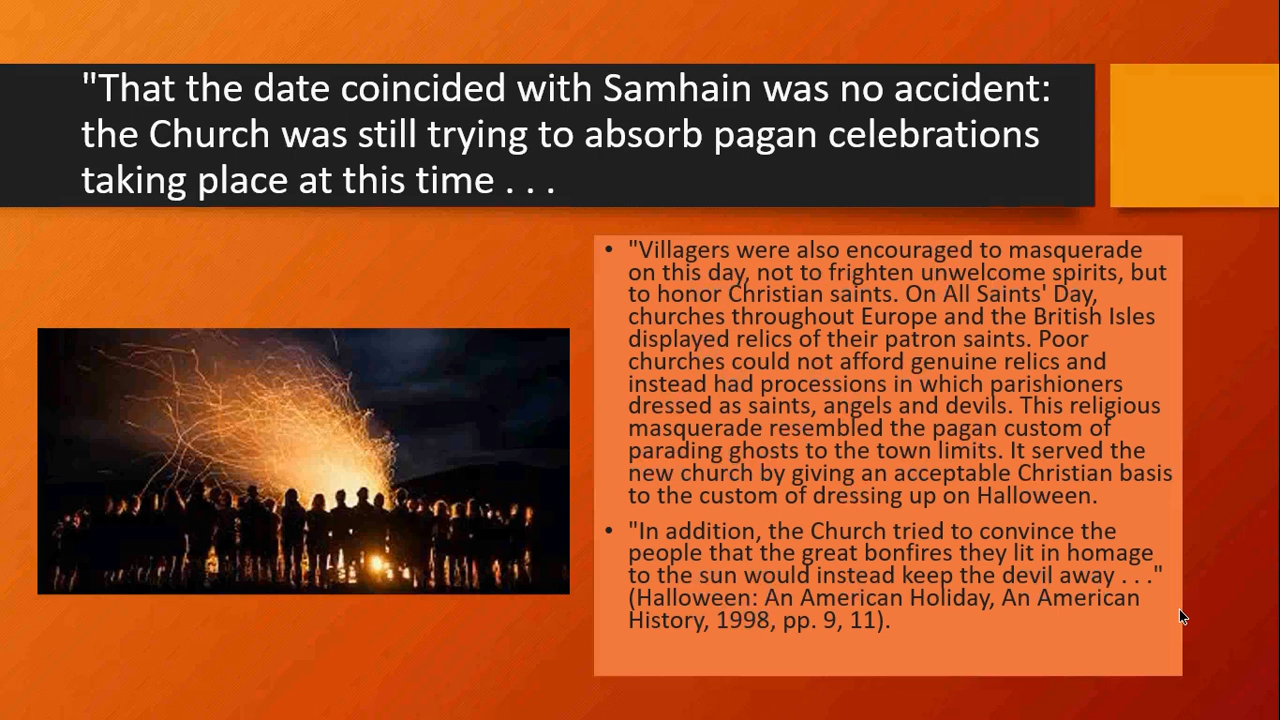 "That the date coincided with Samhain was no accident:
the Church was still trying to absorb pagan celebrations
taking place at this time . . .
• "Villagers were also encouraged to masquerade
on this day, not to frighten unwelcome spirits, but
to honor Christian saints. On All Saints' Day,
churches throughout Europe and the British Isles
displayed relics of their patron saints. Poor
churches could not afford genuine relics and
instead had processions in which parishioners
dressed as saints, angels and devils. This religious
masquerade resembled the pagan custom of
parading ghosts to the town limits. It served the
new church by giving an acceptable Christian basis
to the custom of dressing up on Halloween.
• "In addition, the Church tried to convince the
people that the great bonfires they lit in homage
to the sun would instead keep the devil away . . ."
(Halloween: An American Holiday, An American
History, 1998, pp. 9, 11).